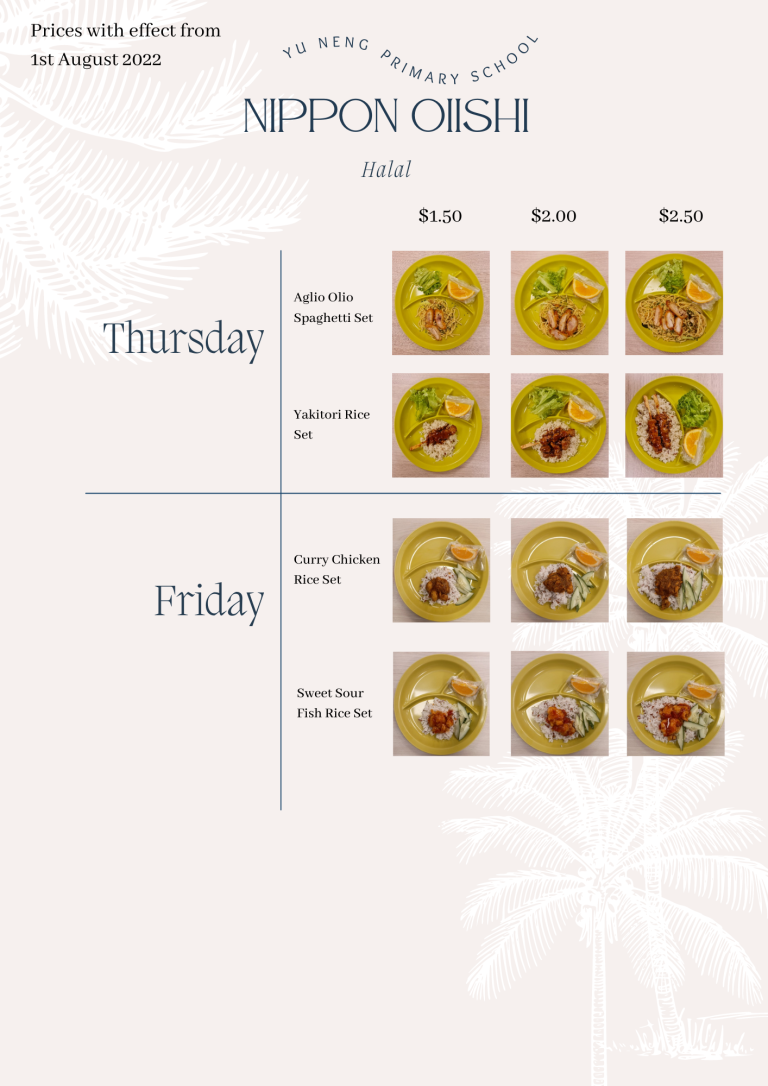 Prices with effect from
1st August 2022
YU NENG PRIMARY SCHOOL
NIPPON OIISHI
Halal
$1.50 $2.00 $2.50
Thursday
Aglio Olio
Spaghetti Set
Yakitori Rice
Set
Friday
Curry Chicken
Rice Set
Sweet Sour
Fish Rice Set